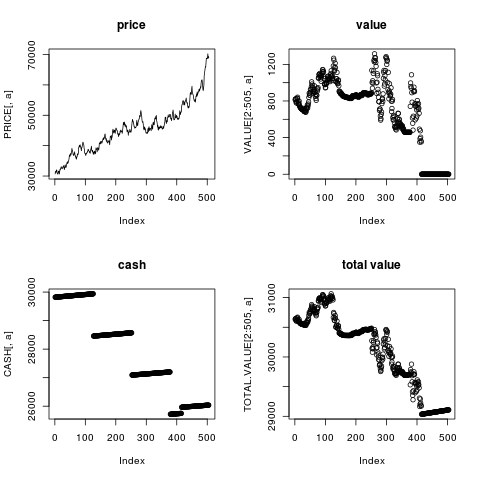 price
PRICE[, a]
70000
50000
30000
0 100 200 300 400 500
Index
value
VALUE[2:505, a]
1200
800
400
0
0 100 200 300 400 500
Index
cash
CASH[, a]
30000
28000
26000
0 100 200 300 400 500
Index
total value
TOTAL.VALUE[2:505, a]
31000
30000
29000
0 100 200 300 400 500
Index